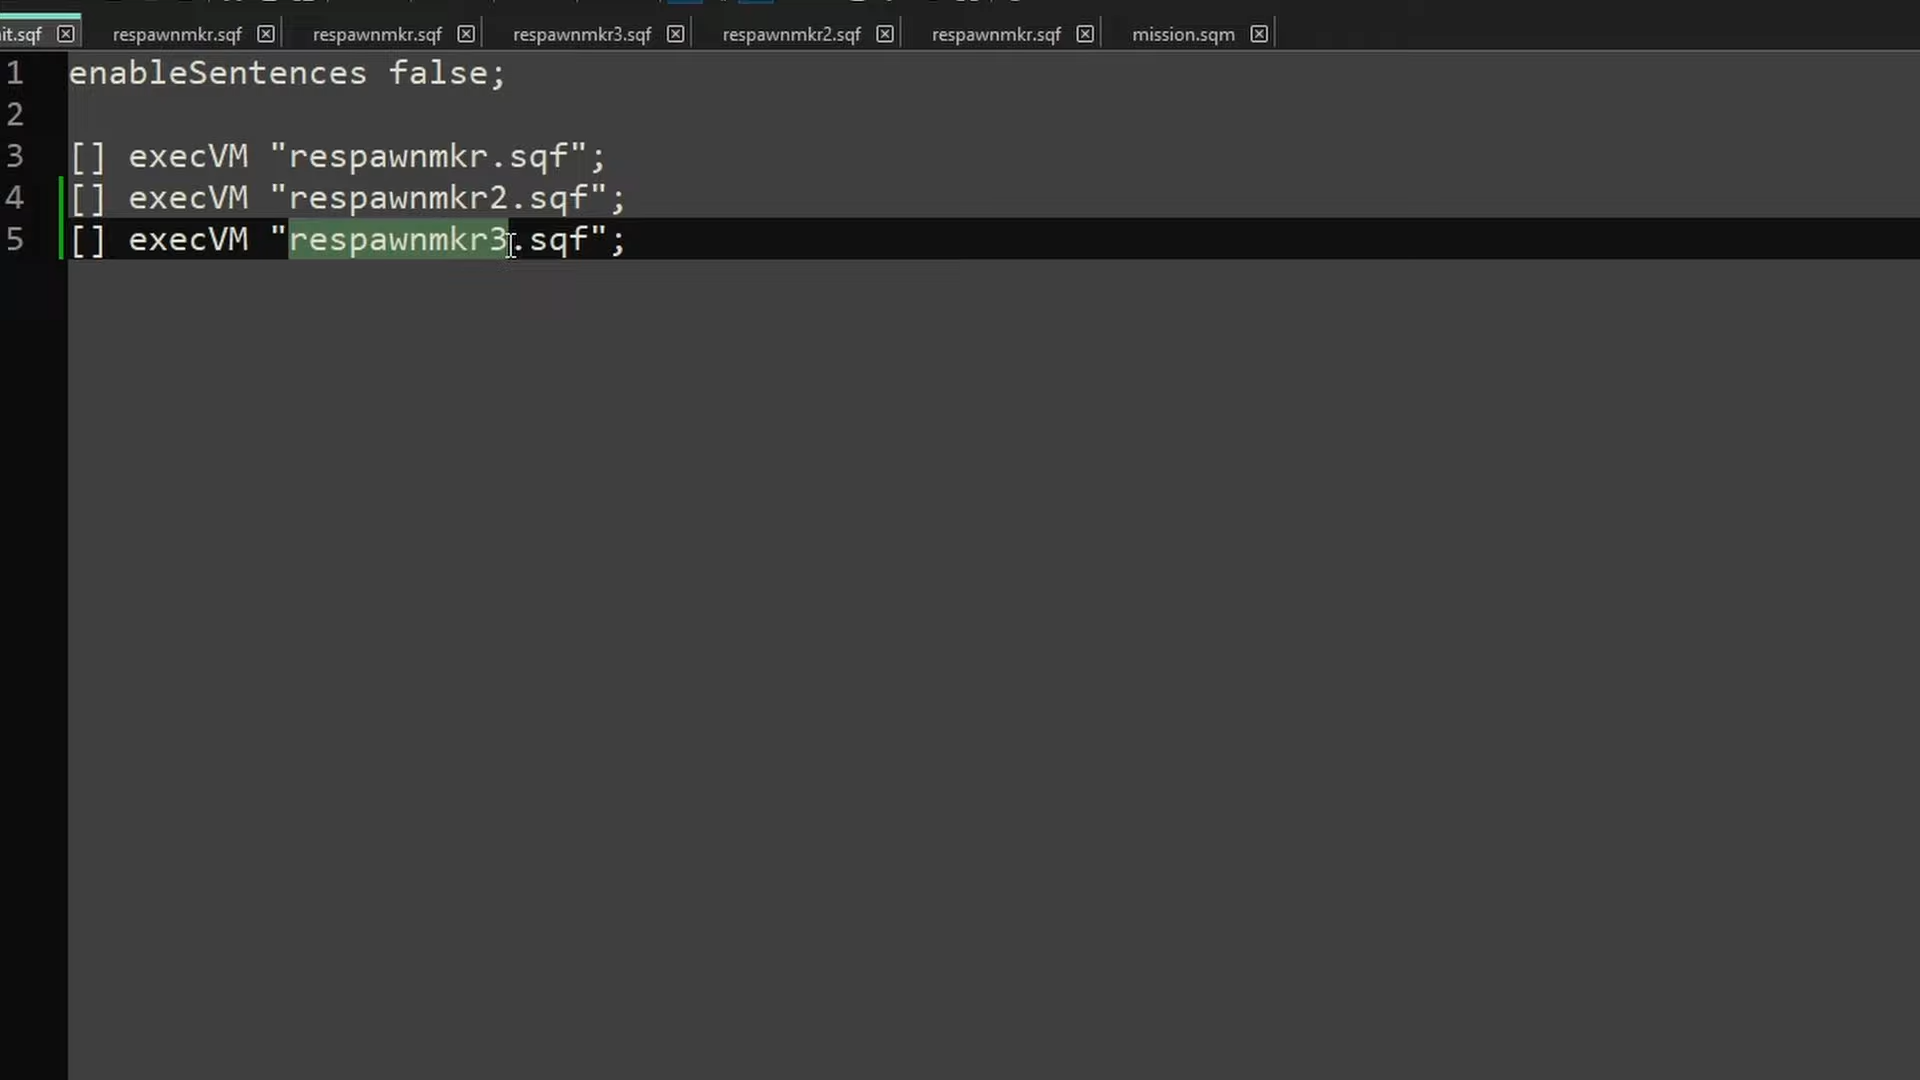 it.sqf respawnmkr.sqf respawnmkr.sqf respawnmkr3.sqf respawnmkr2.sqf respawnmkr.sqf mission.sqm
1 enableSentences false;
2
3 [] execVM "respawnmkr.sqf";
4 [] execVM "respawnmkr2.sqf";
5 [] execVM "respawnmkr3.sqf";